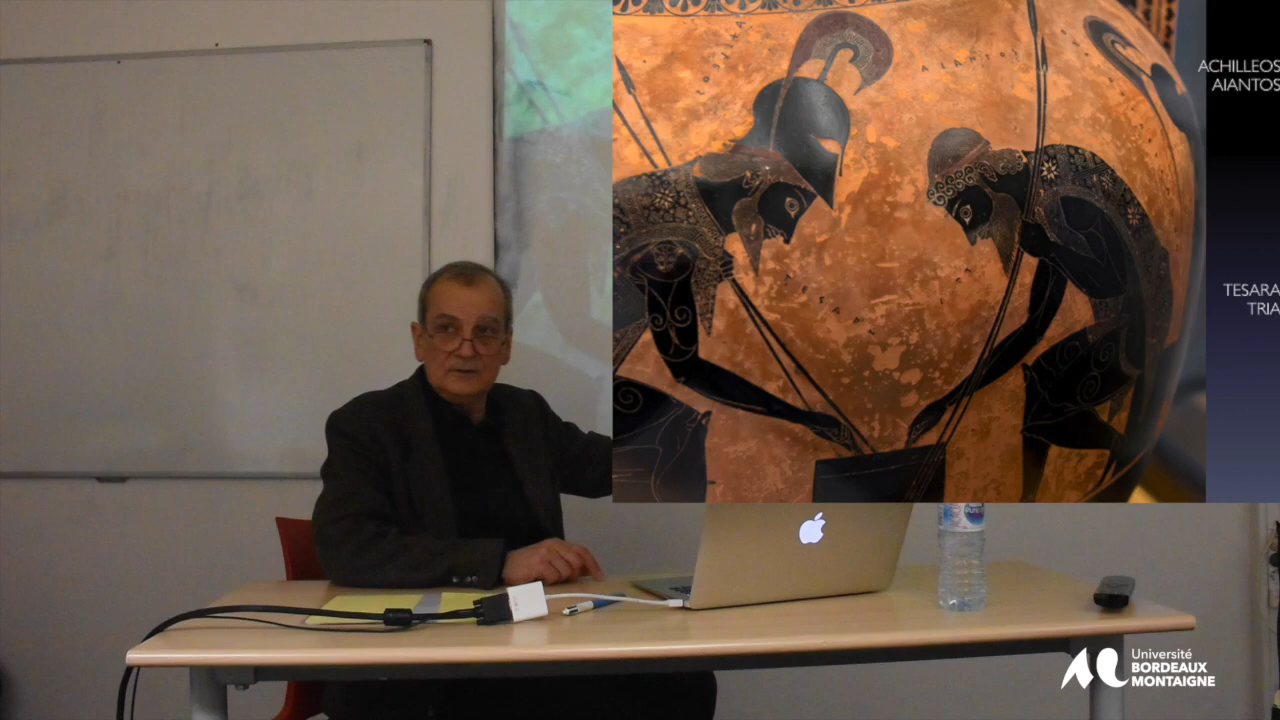 ACHILLEOS
AIANTOS
TESARA
TRIA
Université
BORDEAUX
MONTAIGNE